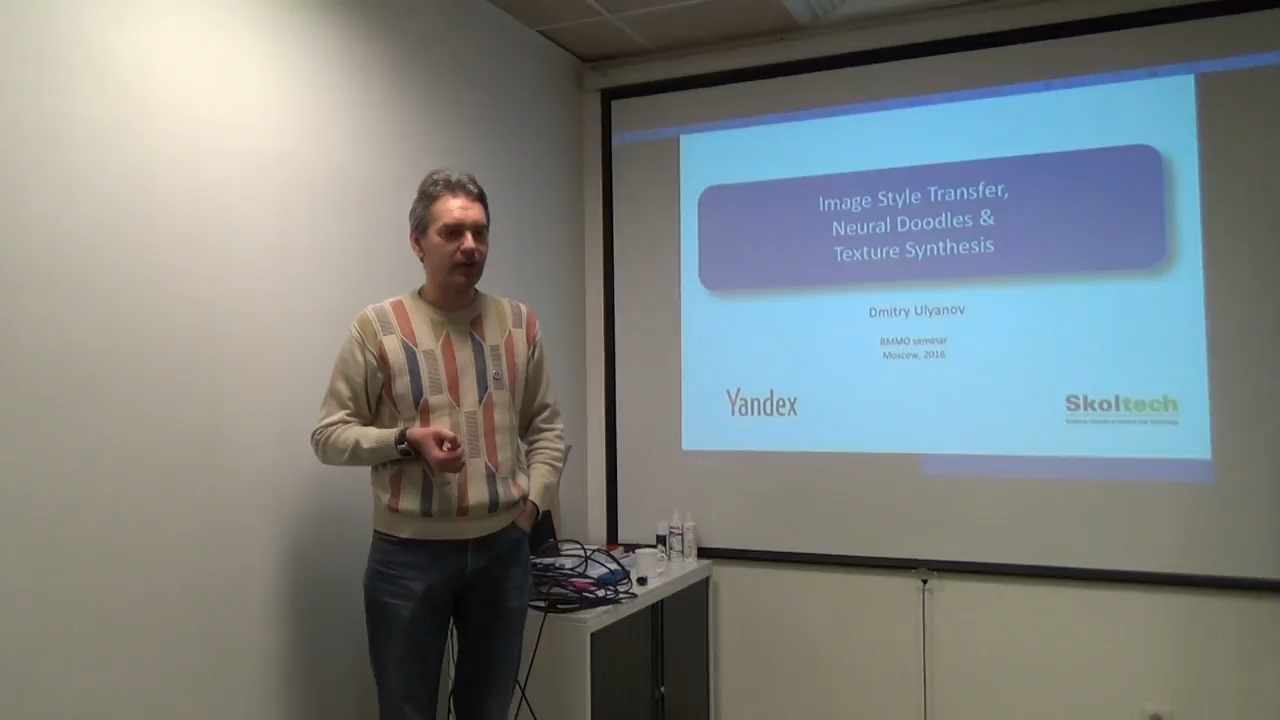 Image Style Transfer,
Neural Doodles &
Texture Synthesis
Dmitry Ulyanov
BMMO seminar
Moscow, 2016
Yandex
Skoltech